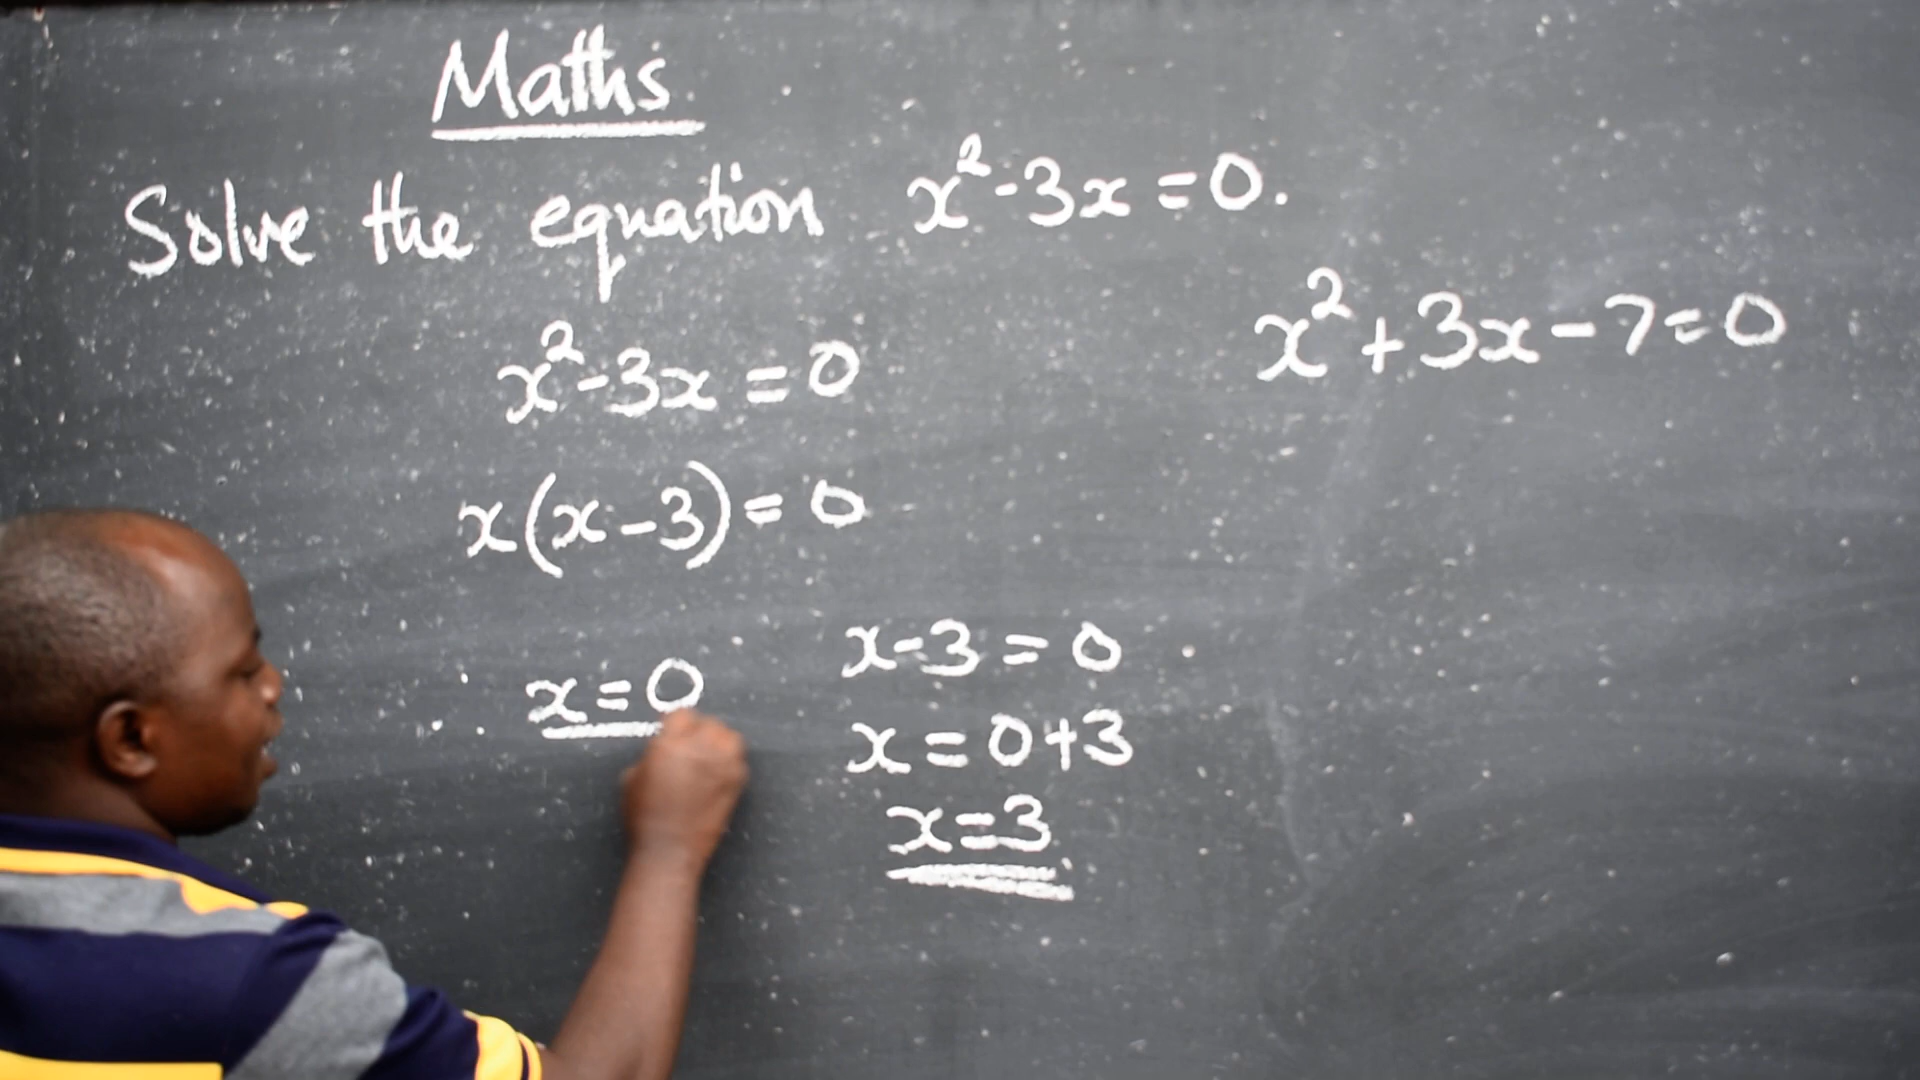 Maths
Solve the equation x²-3x=0.
x²-3x=0
x²+3x-7=0
x(x-3)=0
x=0
x-3=0
x=0+3
x=3